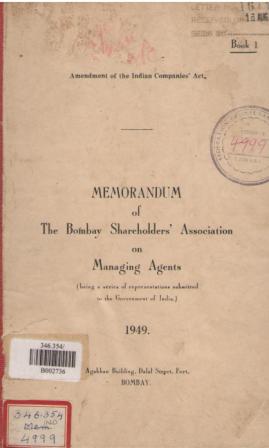 Book 1
Amendment of the Indian Companies' Act.
MEMORANDUM
of
The Bombay Shareholders' Association
on
Managing Agents
(being a series of representations submitted
to the Government of India.)
1949.
346.354/
B002736
Agakhan Building, Dalal Street, Fort,
BOMBAY.
4999
346.354
IND
4999